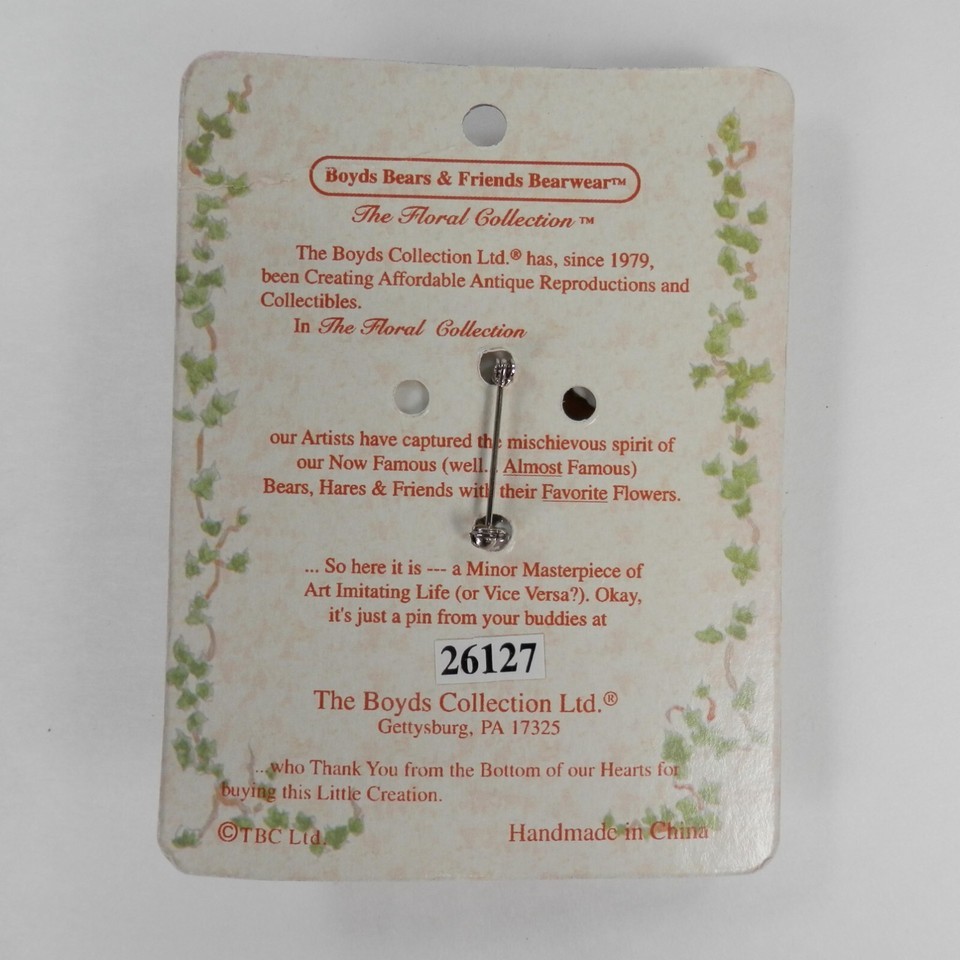 Boyds Bears & Friends Bearwear™
The Floral Collection™
The Boyds Collection Ltd.® has, since 1979,
been Creating Affordable Antique Reproductions and
Collectibles.
In The Floral Collection
our Artists have captured the mischievous spirit of
our Now Famous (well... Almost Famous)
Bears, Hares & Friends with their Favorite Flowers.
... So here it is --- a Minor Masterpiece of
Art Imitating Life (or Vice Versa?). Okay,
it's just a pin from your buddies at
26127
The Boyds Collection Ltd.®
Gettysburg, PA 17325
...who Thank You from the Bottom of our Hearts for
buying this Little Creation.
©TBC Ltd. Handmade in China